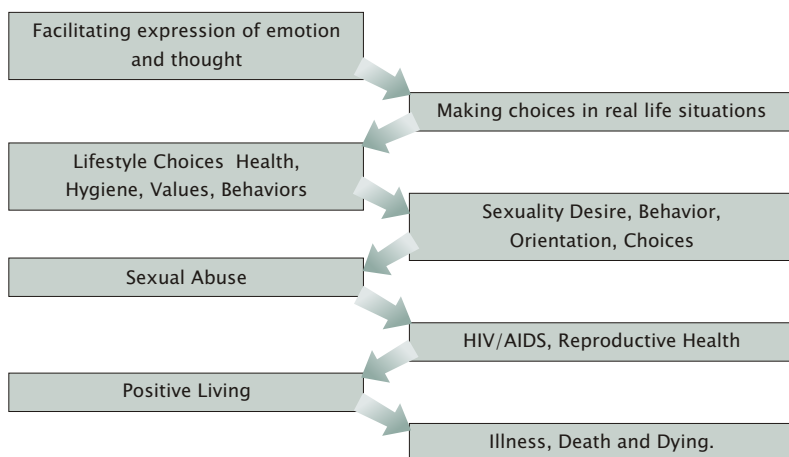 Facilitating expression of emotion
and thought
Making choices in real life situations
Lifestyle Choices Health,
Hygiene, Values, Behaviors
Sexuality Desire, Behavior,
Orientation, Choices
Sexual Abuse
HIV/AIDS, Reproductive Health
Positive Living
Illness, Death and Dying.